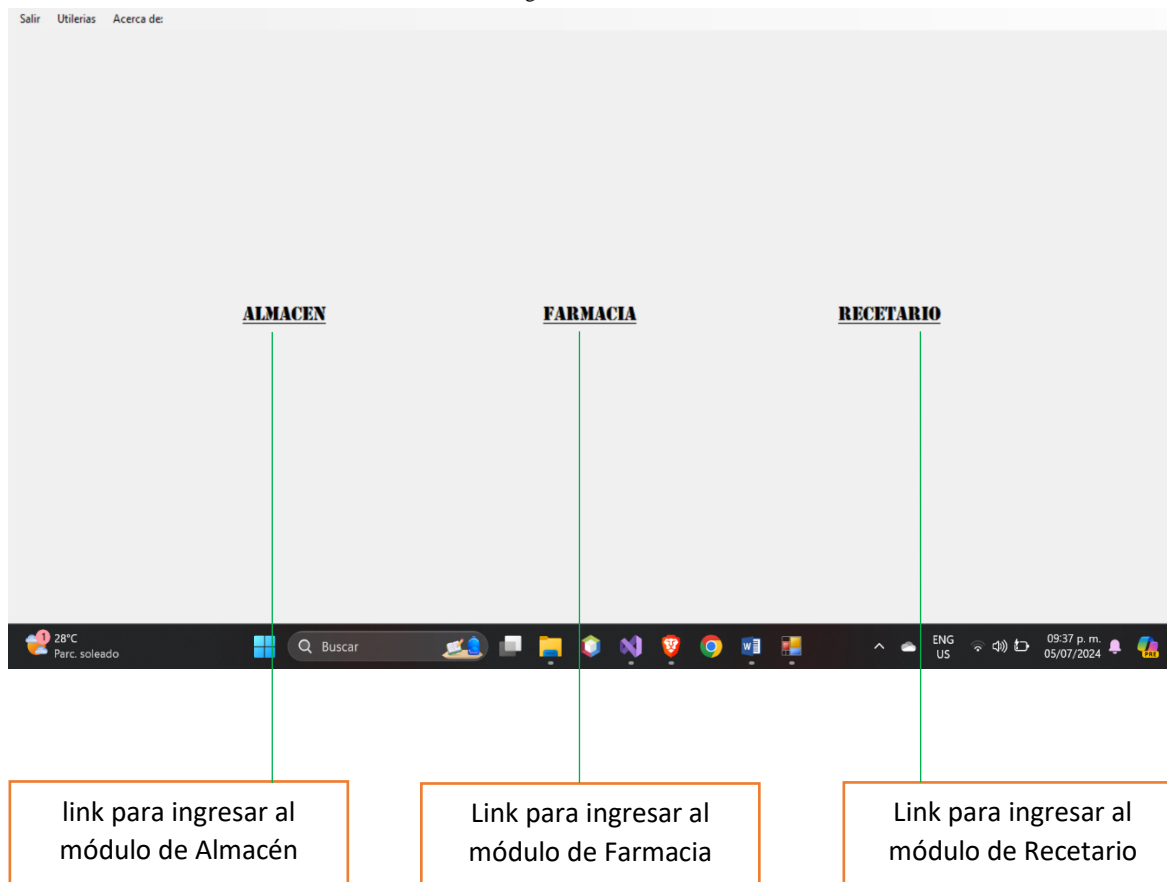 Salir Utilerias Acerca de:
ALMACEN FARMACIA RECETARIO
1 28°C
Parc. soleado
Buscar
ENG
US
09:37 p. m.
05/07/2024
PRE
link para ingresar al
módulo de Almacén
Link para ingresar al
módulo de Farmacia
Link para ingresar al
módulo de Recetario